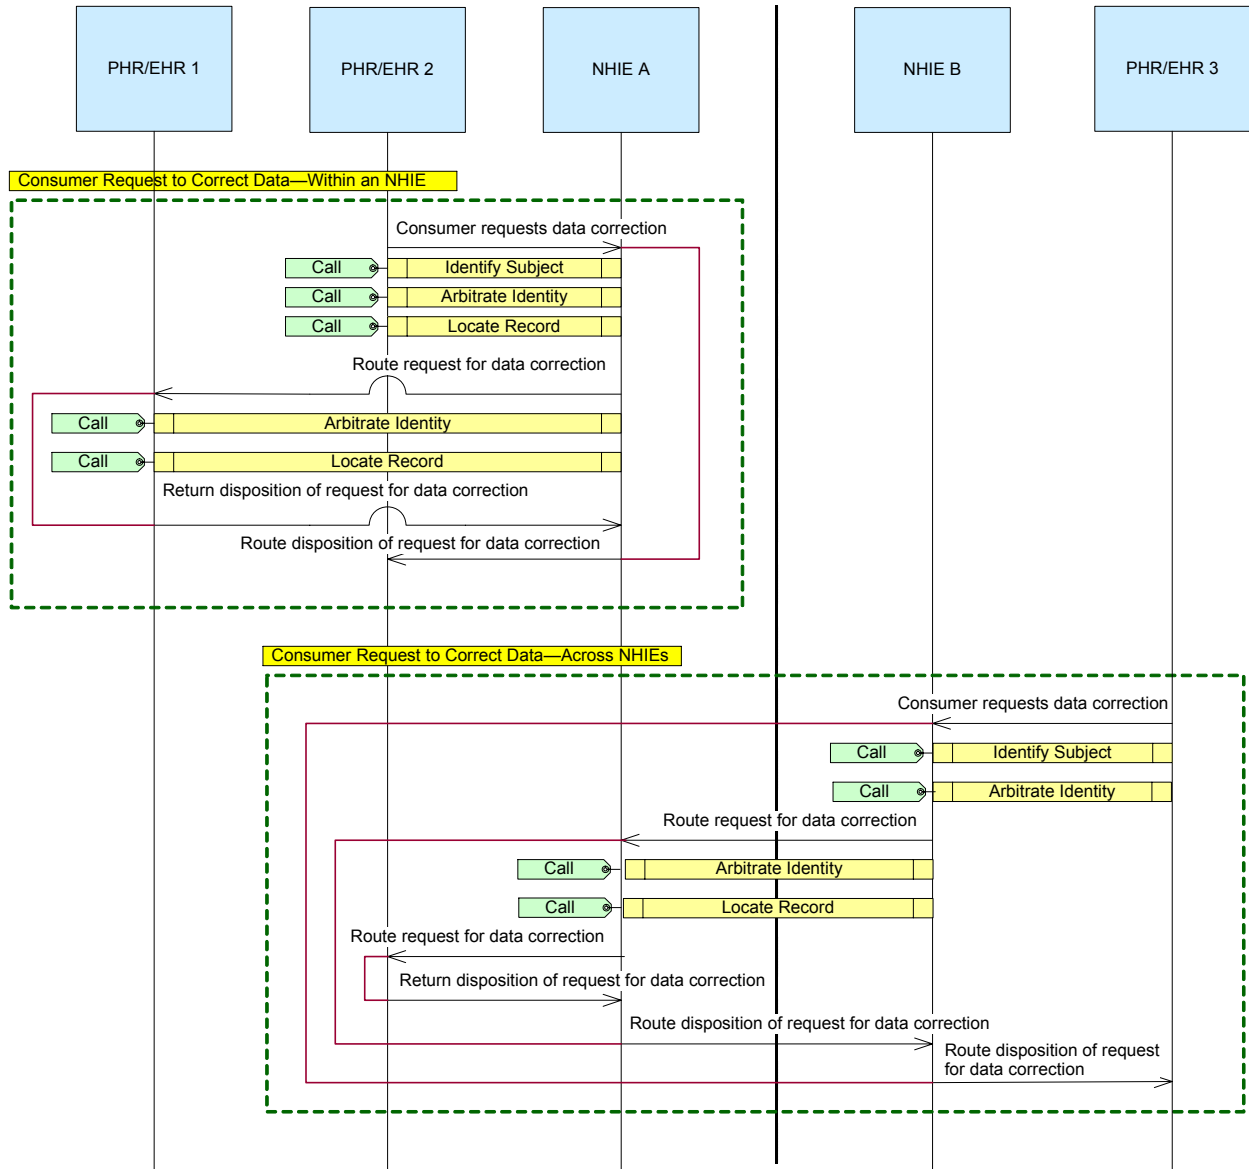 PHR/EHR 1
PHR/EHR 2
NHIE A
NHIE B
PHR/EHR 3
Consumer Request to Correct Data—Within an NHIE
Consumer requests data correction
Call
Identify Subject
Call
Arbitrate Identity
Call
Locate Record
Route request for data correction
Call
Arbitrate Identity
Call
Locate Record
Return disposition of request for data correction
Route disposition of request for data correction
Consumer Request to Correct Data—Across NHIEs
Consumer requests data correction
Call
Identify Subject
Call
Arbitrate Identity
Route request for data correction
Call
Arbitrate Identity
Call
Locate Record
Route request for data correction
Return disposition of request for data correction
Route disposition of request for data correction
Route disposition of request
for data correction